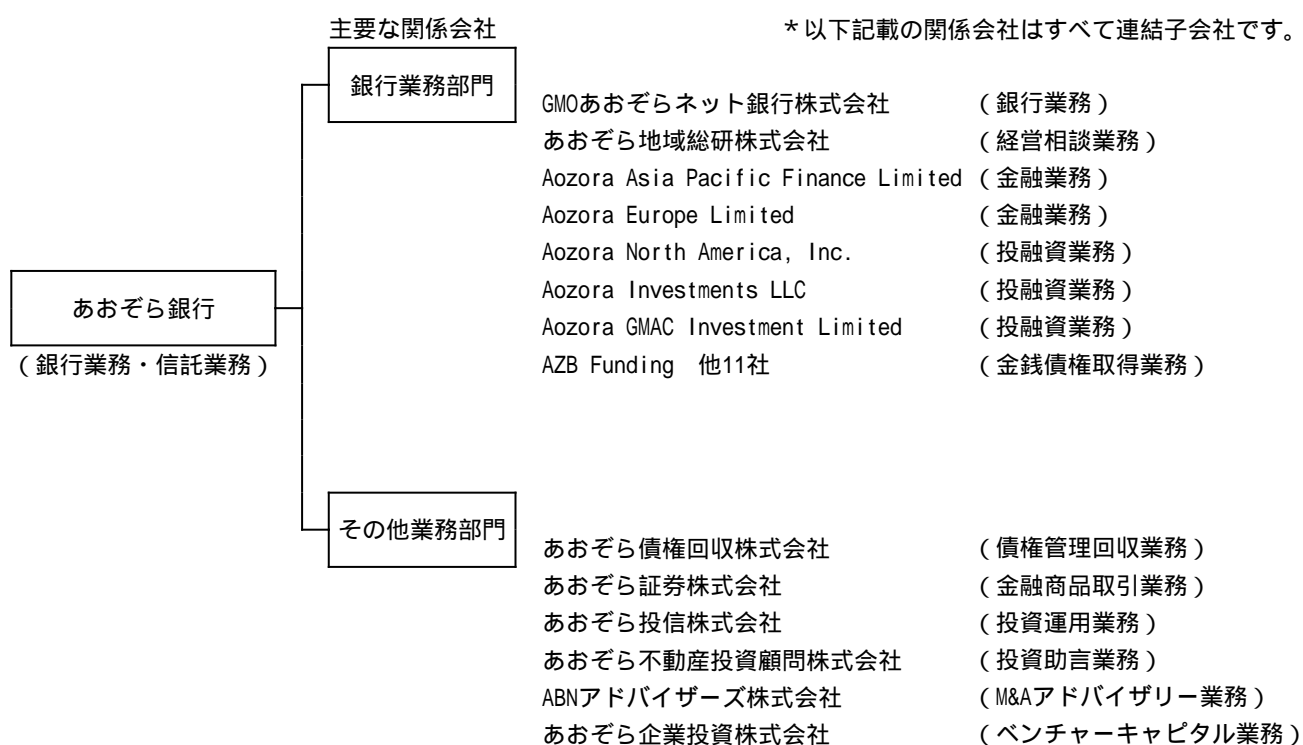 主要な関係会社
*以下記載の関係会社はすべて連結子会社です。
銀行業務部門
GMOあおぞらネット銀行株式会社 (銀行業務)
あおぞら地域総研株式会社 (経営相談業務)
Aozora Asia Pacific Finance Limited (金融業務)
Aozora Europe Limited (金融業務)
Aozora North America, Inc. (投融資業務)
Aozora Investments LLC (投融資業務)
Aozora GMAC Investment Limited (投融資業務)
AZB Funding 他11社 (金銭債権取得業務)
あおぞら銀行
(銀行業務・信託業務)
その他業務部門
あおぞら債権回収株式会社 (債権管理回収業務)
あおぞら証券株式会社 (金融商品取引業務)
あおぞら投信株式会社 (投資運用業務)
あおぞら不動産投資顧問株式会社 (投資助言業務)
ABNアドバイザーズ株式会社 (M&Aアドバイザリー業務)
あおぞら企業投資株式会社 (ベンチャーキャピタル業務)